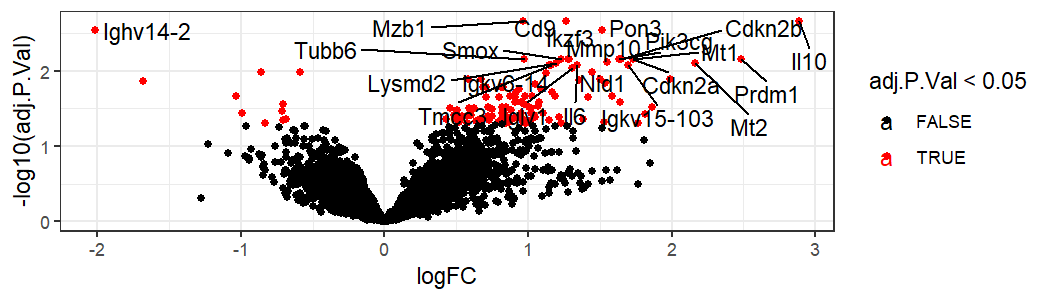 Mzb1
Cd9
Pon3
Cdkn2b
Ighv14-2
Ikzf3
Pik3cg
Tubb6
Smox
Mmp10
Mt1
Il10
Lysmd2
Igkv6-14
Nid1
Cdkn2a
Prdm1
Il6
Igkv15-103
Mt2
-log10(adj.P.Val)
2
1
0
-2
-1
0
1
2
3
logFC
adj.P.Val < 0.05
a FALSE
a TRUE